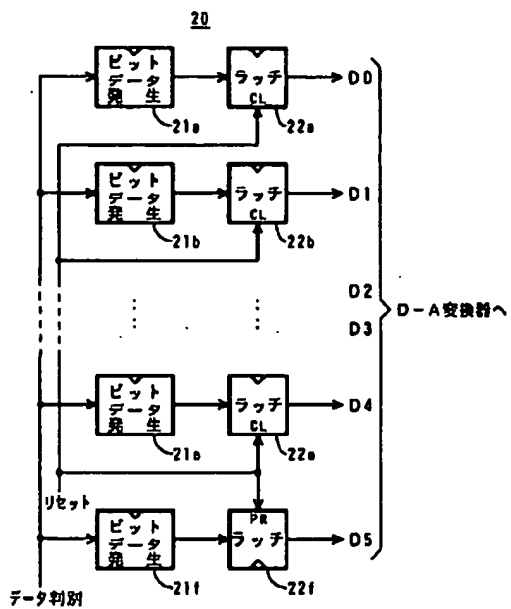 20
ビット
データ
発 生
21a
ラッチ
CL
22a
D0
ビット
データ
発 生
21b
ラッチ
CL
22b
D1
D2
D3
D-A変換器へ
ビット
データ
発 生
21e
ラッチ
CL
22e
D4
リセット
ビット
データ
発 生
21f
PR
ラッチ
22f
D5
データ判別